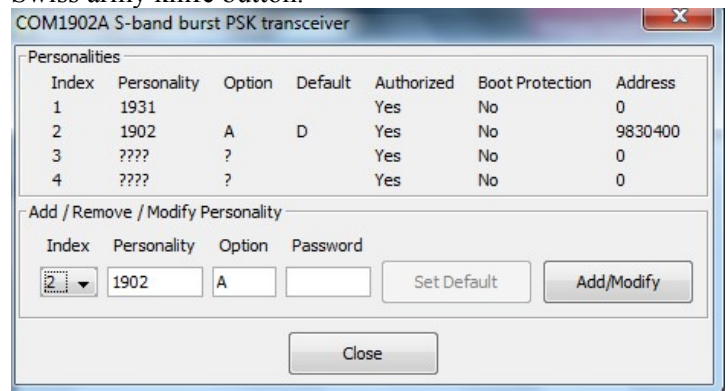 Swiss army knife button.
COM1902A S-band burst PSK transceiver
Personalities
Index Personality Option Default Authorized Boot Protection Address
1 1931 Yes No 0
2 1902 A D Yes No 9830400
3 ???? ? Yes No 0
4 ???? ? Yes No 0
Add / Remove / Modify Personality
Index Personality Option Password
2 1902 A Set Default Add/Modify
Close